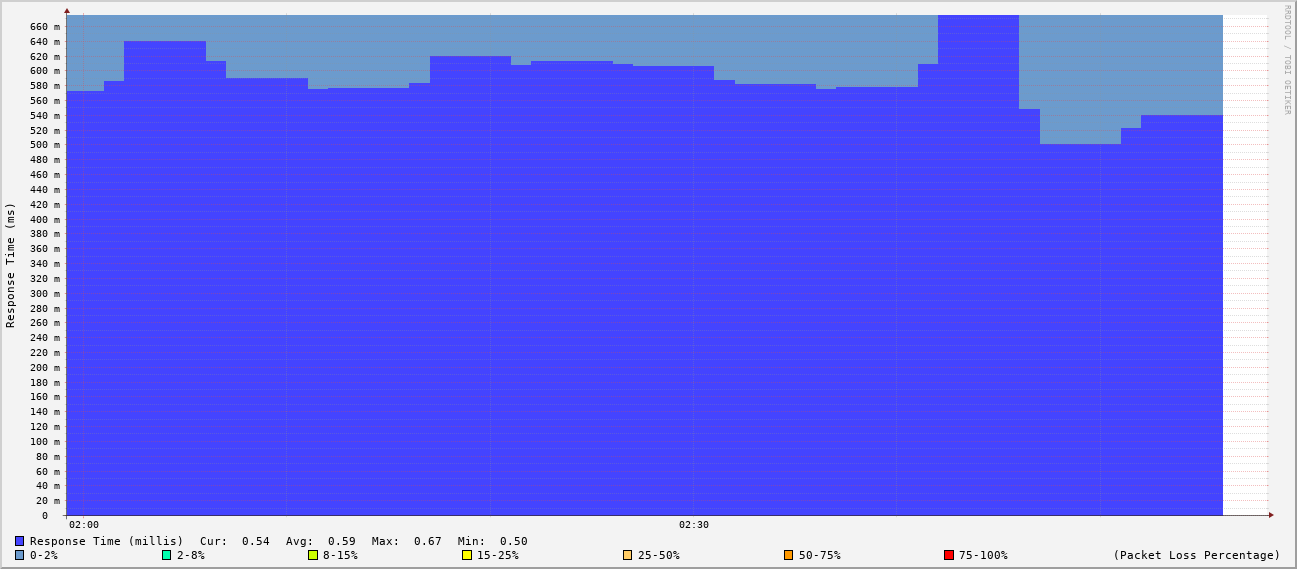 RRDTOOL / TOBI OETIKER
Response Time (ms)
660 m
640 m
620 m
600 m
580 m
560 m
540 m
520 m
500 m
480 m
460 m
440 m
420 m
400 m
380 m
360 m
340 m
320 m
300 m
280 m
260 m
240 m
220 m
200 m
180 m
160 m
140 m
120 m
100 m
80 m
60 m
40 m
20 m
0
02:00 02:30
Response Time (millis) Cur: 0.54 Avg: 0.59 Max: 0.67 Min: 0.50
0-2% 2-8% 8-15% 15-25% 25-50% 50-75% 75-100% (Packet Loss Percentage)